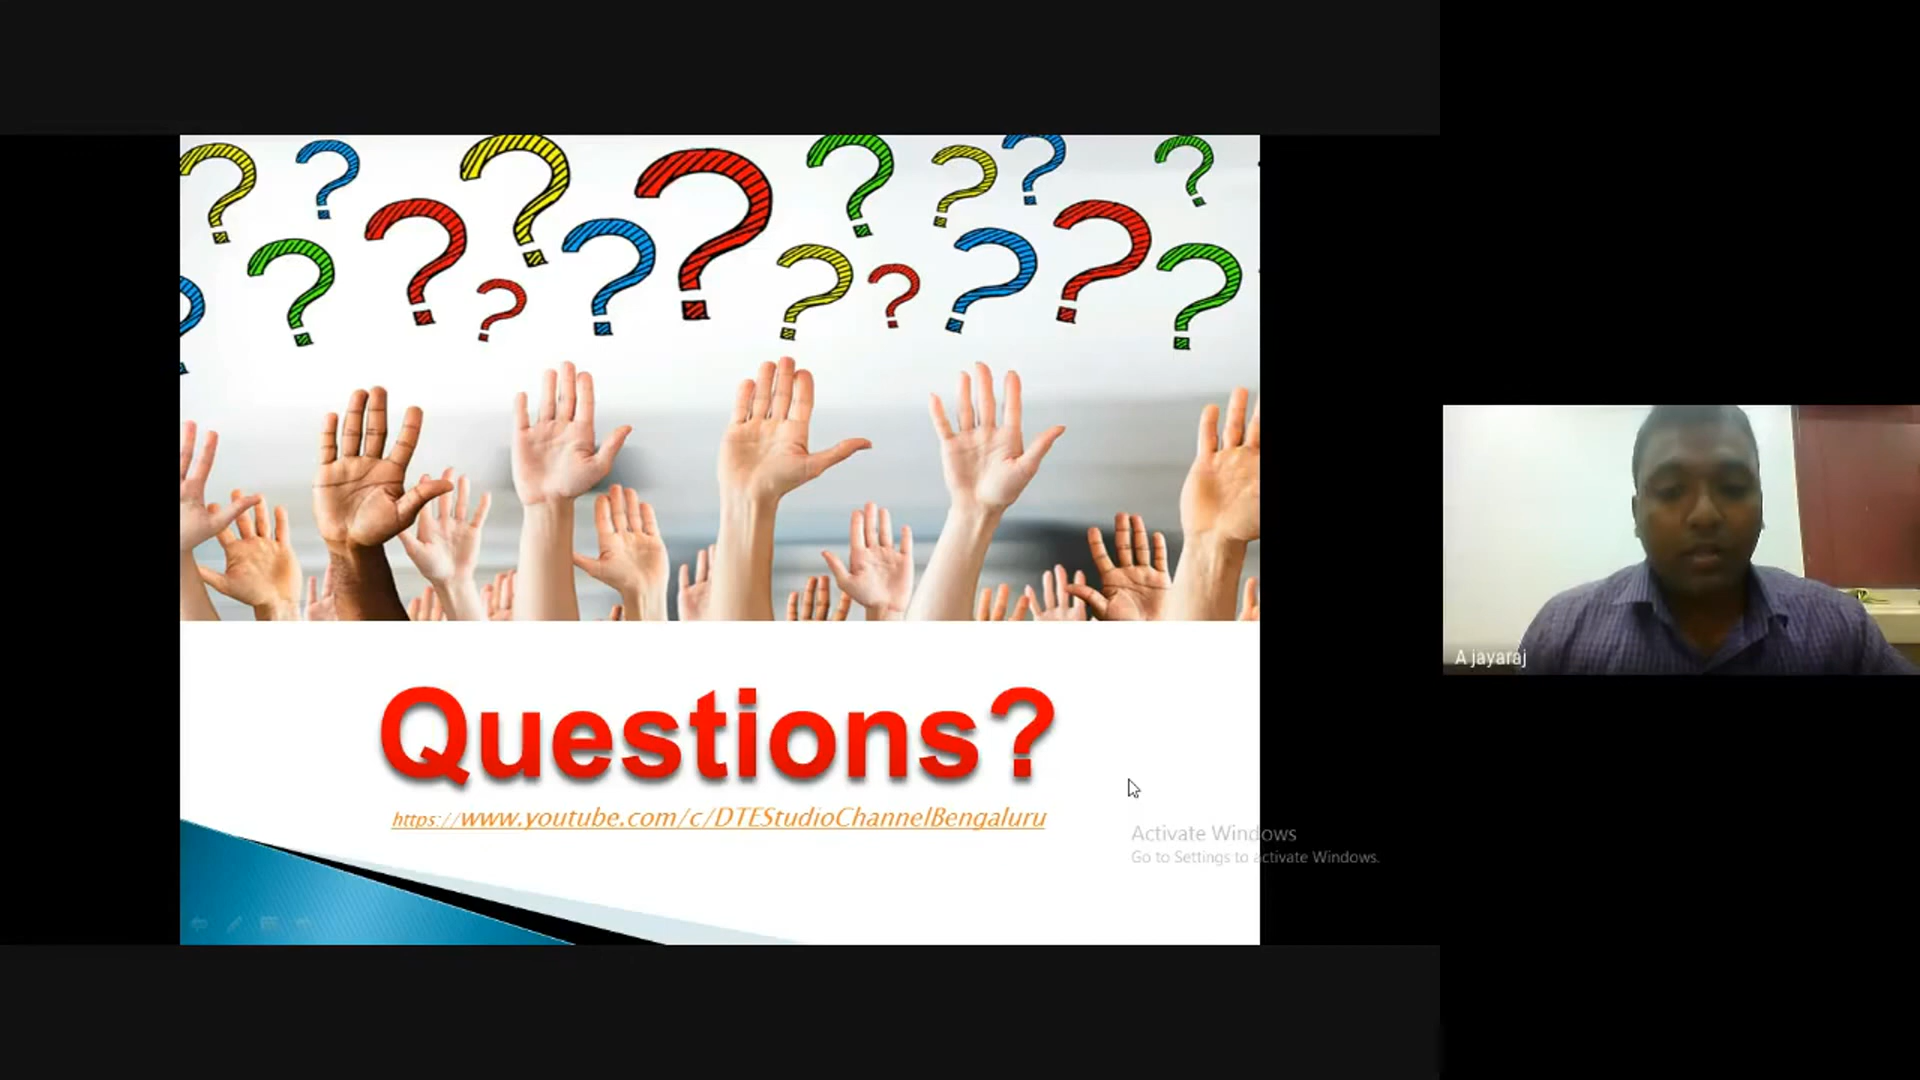 Questions?
https://www.youtube.com/c/DTEStudioChannelBengaluru
Activate Windows
Go to Settings to activate Windows.
A jayaraj